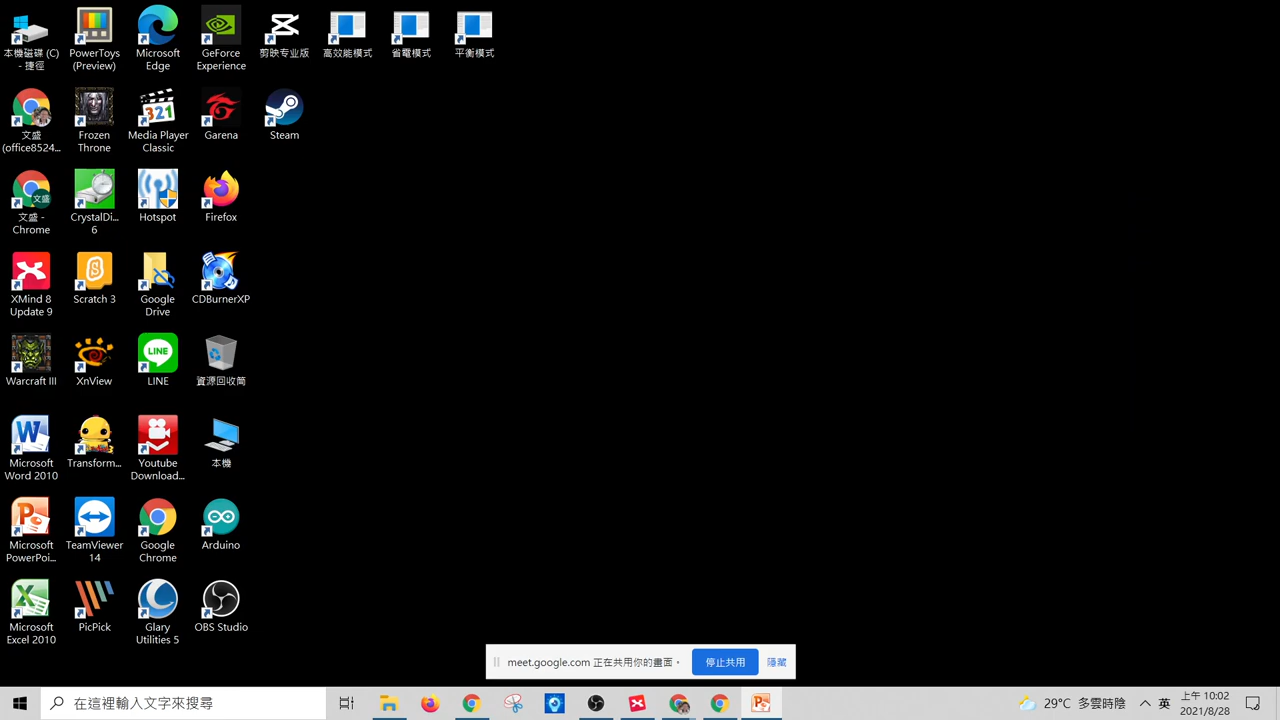 本機磁碟 (C)
- 捷徑
PowerToys
(Preview)
Microsoft
Edge
GeForce
Experience
剪映专业版
高效能模式
省電模式
平衡模式
文盛
(office8524...
Frozen
Throne
321
Media Player
Classic
Garena
Steam
文盛
文盛 -
Chrome
CrystalDi...
6
Hotspot
Firefox
XMind 8
Update 9
Scratch 3
Google
Drive
CDBurnerXP
Warcraft III
XnView
LINE
LINE
資源回收筒
Microsoft
Word 2010
Transform...
Youtube
Download...
本機
Microsoft
PowerPoi...
TeamViewer
14
Google
Chrome
Arduino
Microsoft
Excel 2010
PicPick
Glary
Utilities 5
OBS Studio
meet.google.com 正在共用你的畫面。
停止共用
隱藏
在這裡輸入文字來搜尋
29°C 多雲時陰
英
上午 10:02
2021/8/28